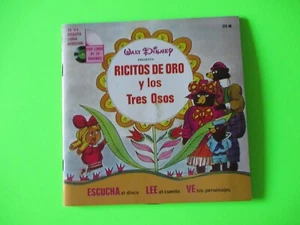 WALT DISNEY
PRESENTA
RICITOS DE ORO
y los
Tres Osos
ESCUCHA el disco LEE el cuento VE los personajes